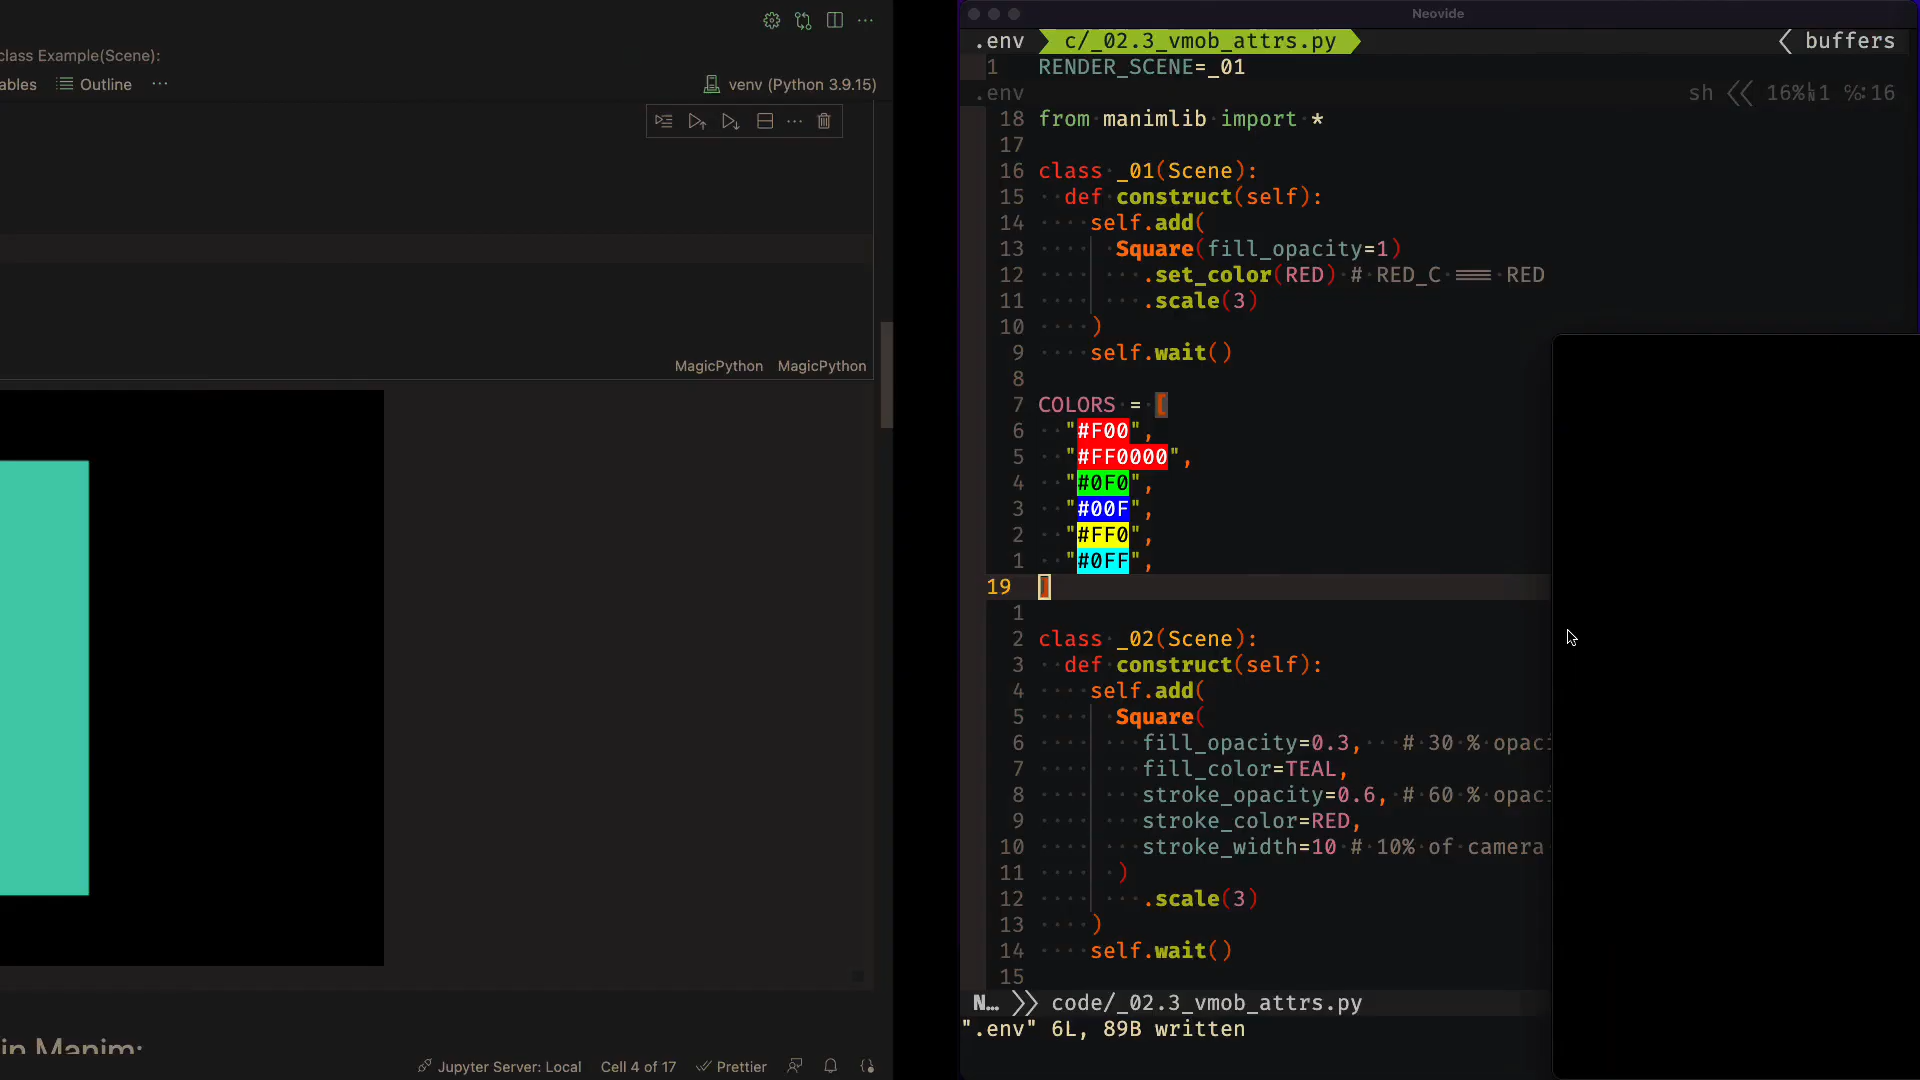 class Example(Scene):
ables Outline ···
venv (Python 3.9.15)
MagicPython MagicPython
in Manim:
Jupyter Server: Local Cell 4 of 17 Prettier
Neovide
.env c/_02.3_vmob_attrs.py buffers
1 RENDER_SCENE=_01
.env sh 16% 1 %:16
18 from manimlib import *
17
16 class _01(Scene):
15 def construct(self):
14 self.add(
13 Square(fill_opacity=1)
12 .set_color(RED) # RED_C === RED
11 .scale(3)
10 )
9 self.wait()
8
7 COLORS = [
6 "#F00",
5 "#FF0000",
4 "#0F0",
3 "#00F",
2 "#FF0",
1 "#0FF",
19 ]
1
2 class _02(Scene):
3 def construct(self):
4 self.add(
5 Square(
6 fill_opacity=0.3, # 30 % opaci
7 fill_color=TEAL,
8 stroke_opacity=0.6, # 60 % opaci
9 stroke_color=RED,
10 stroke_width=10 # 10% of camera
11 )
12 .scale(3)
13 )
14 self.wait()
15
N… code/_02.3_vmob_attrs.py
".env" 6L, 89B written